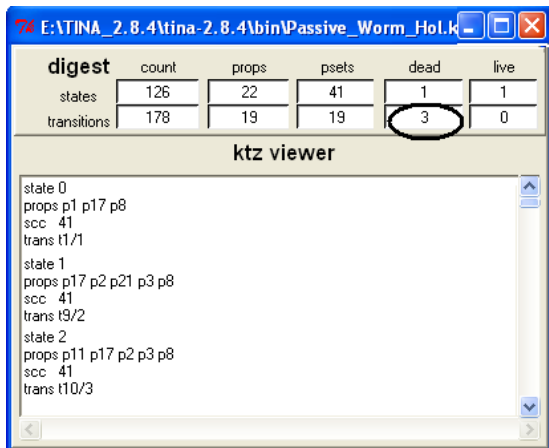 E:\TINA_2.8.4\tina-2.8.4\bin\Passive_Worm_Hol.k
digest count props psets dead live
states 126 22 41 1 1
transitions 178 19 19 3 0
ktz viewer
state 0
props p1 p17 p8
scc 41
trans t1/1
state 1
props p17 p2 p21 p3 p8
scc 41
trans t9/2
state 2
props p11 p17 p2 p3 p8
scc 41
trans t10/3